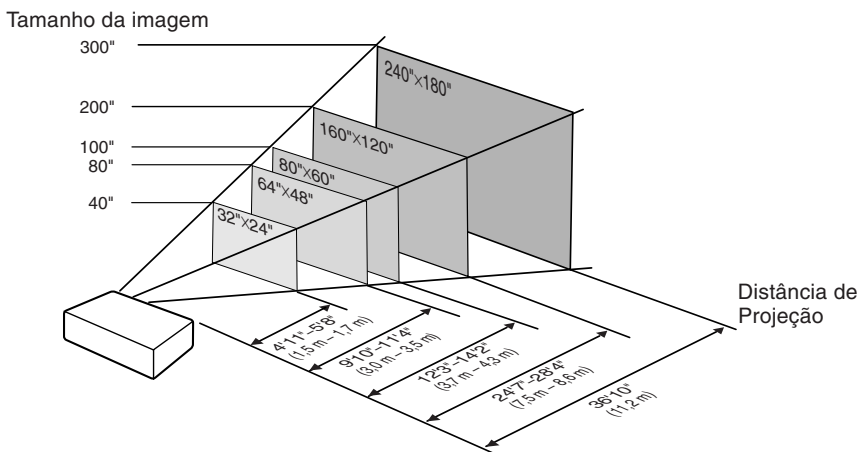 Tamanho da imagem
300"
200"
100"
80"
40"
240"×180"
160"×120"
80"×60"
64"×48"
32"×24"
Distância de
Projeção
4'11"–5'8"
(1,5 m – 1,7 m)
9'10"–11'4"
(3,0 m – 3,5 m)
12'3"–14'2"
(3,7 m – 4,3 m)
24'7"–28'4"
(7,5 m – 8,6 m)
36'10"
(11,2 m)